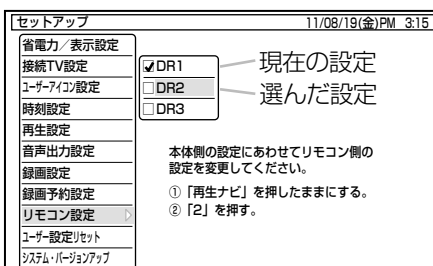 セットアップ 11/08/19(金)PM 3:15
省電力／表示設定
接続TV設定
ユーザーアイコン設定
時刻設定
再生設定
音声出力設定
録画設定
録画予約設定
リモコン設定
ユーザー設定リセット
システム・バージョンアップ
DR1
DR2
DR3
現在の設定
選んだ設定
本体側の設定にあわせてリモコン側の
設定を変更してください。
①「再生ナビ」を押したままにする。
②「2」を押す。